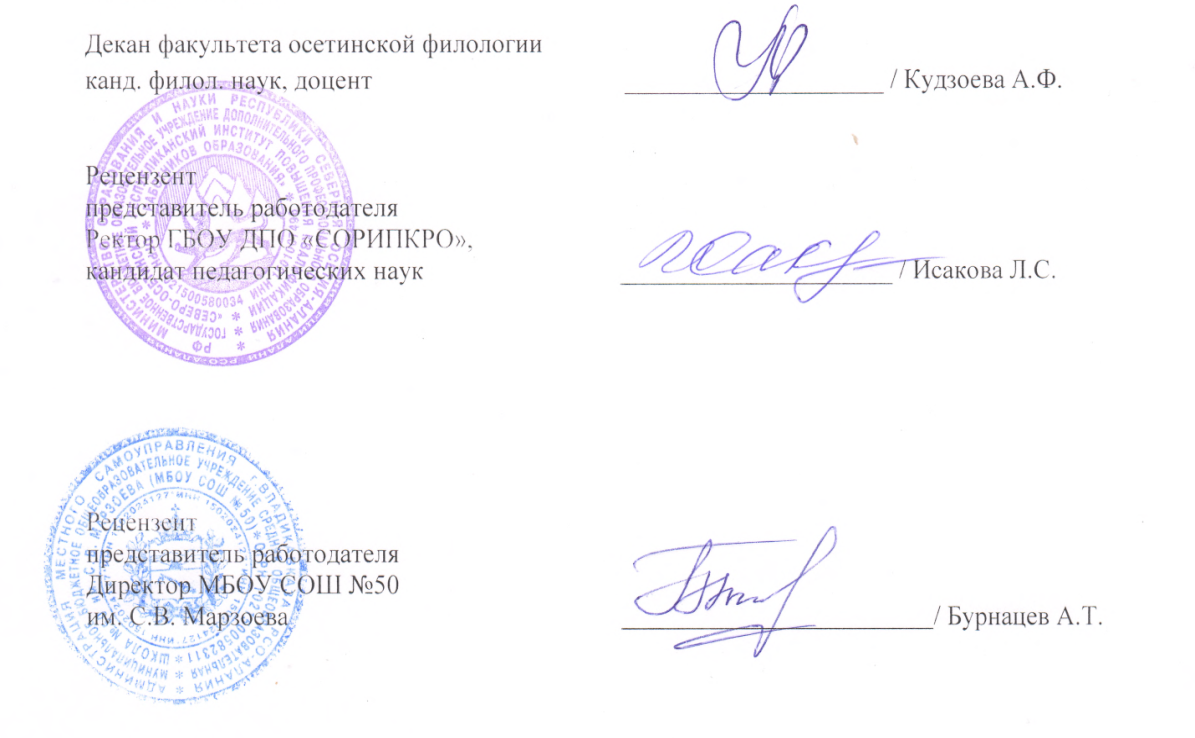 Декан факультета осетинской филологии
канд. филол. наук, доцент / Кудзоева А.Ф.
Рецензент
представитель работодателя
Ректор ГБОУ ДПО «СОРИПКРО»,
кандидат педагогических наук / Исакова Л.С.
Рецензент
представитель работодателя
Директор МБОУ СОШ №50
им. С.В. Марзоева / Бурнацев А.Т.